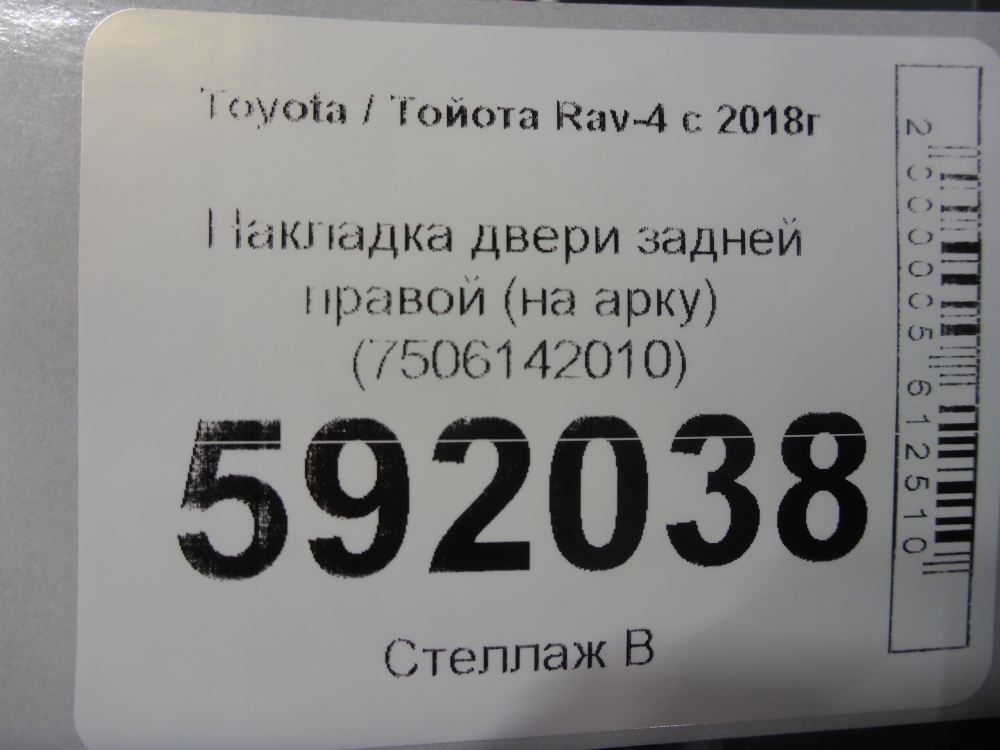 Toyota / Тойота Rav-4 с 2018г
Накладка двери задней
правой (на арку)
(7506142010)
592038
Стеллаж В
2000005612510